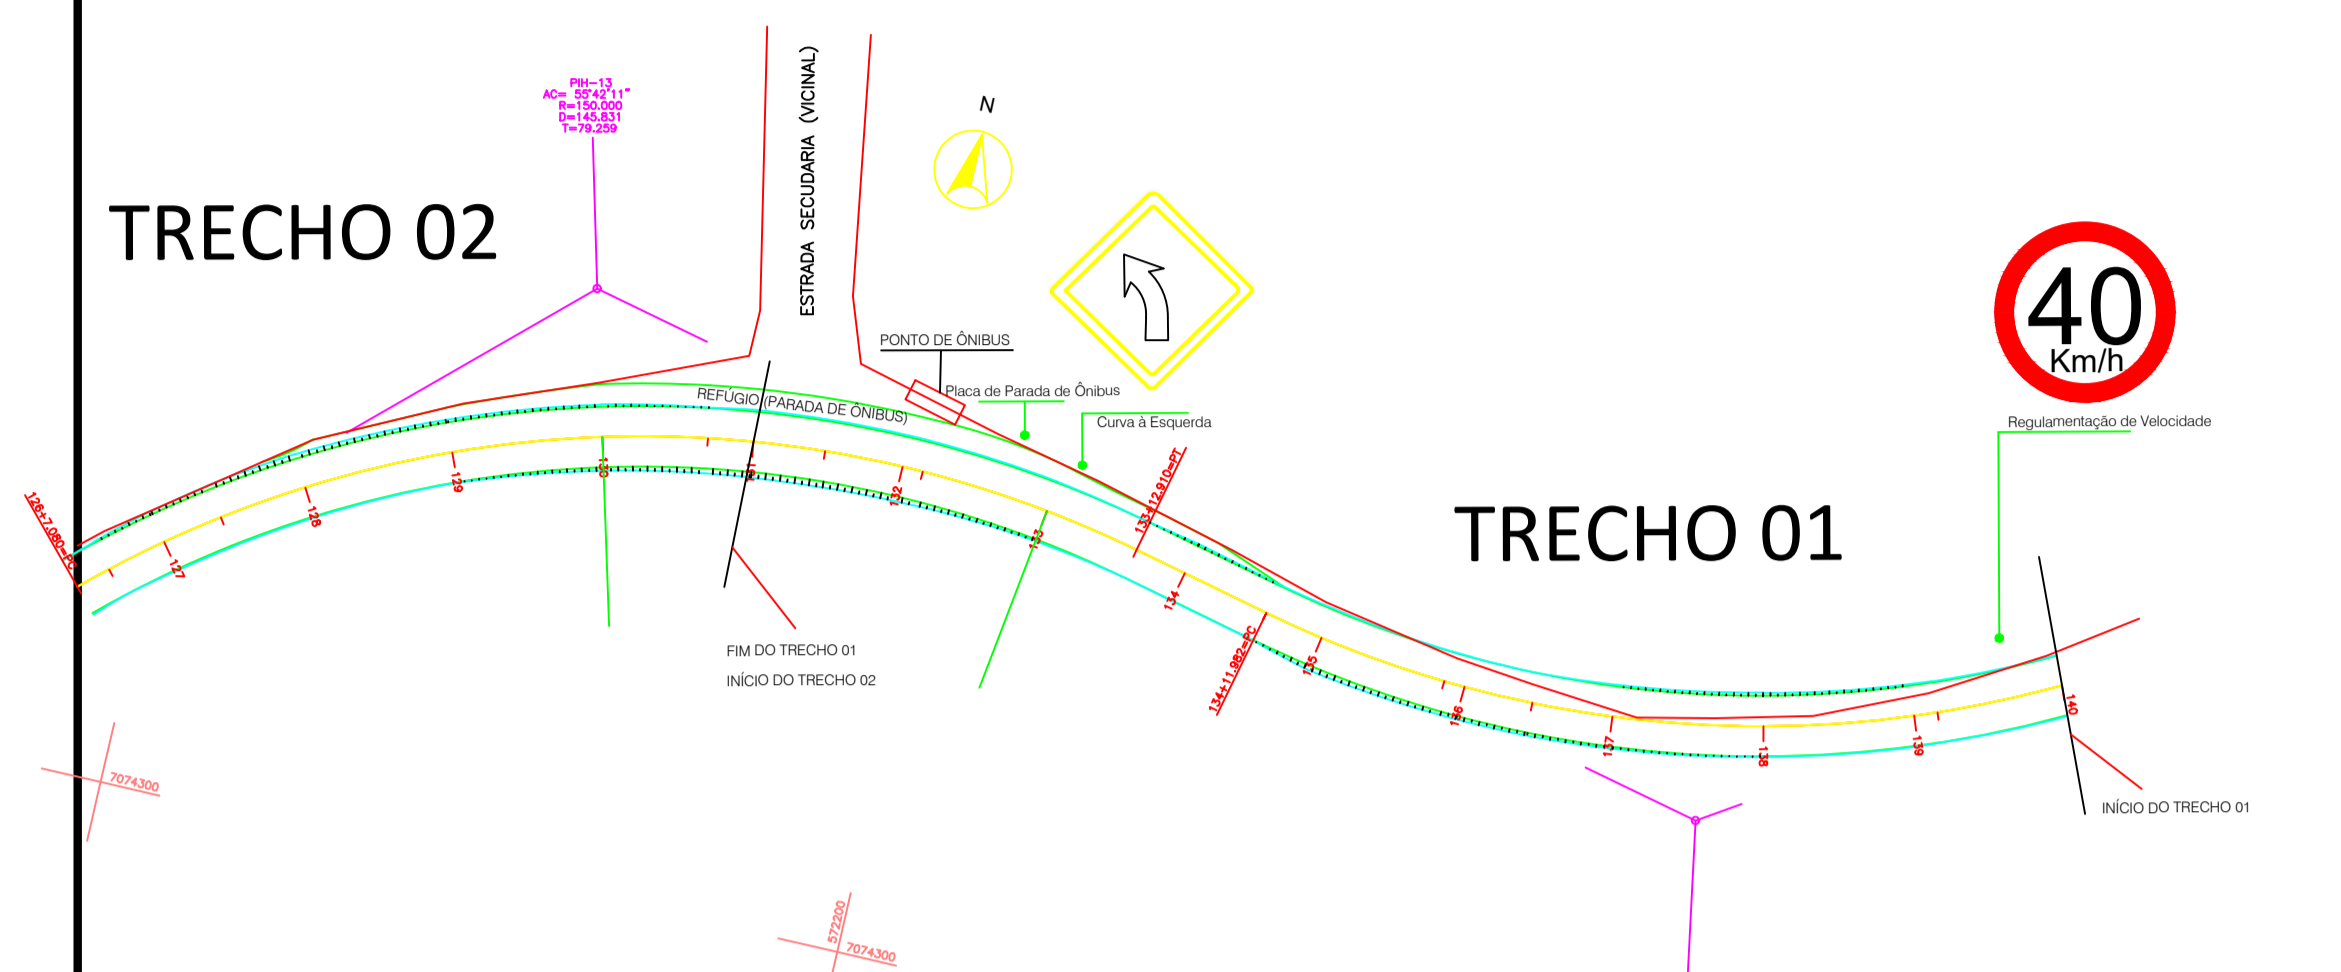 PIH-13
AC= 55°42'11"
R=150.000
D=145.831
T=79.259
ESTRADA SECUDARIA (VICINAL)
N
TRECHO 02
40
Km/h
PONTO DE ÔNIBUS
Placa de Parada de Ônibus
REFÚGIO (PARADA DE ÔNIBUS)
Curva à Esquerda
Regulamentação de Velocidade
TRECHO 01
126+7.080=PC
127
128
129
130
131
132
133
133+12.910=PT
134
134+11.982=PC
135
136
137
138
139
140
FIM DO TRECHO 01
INÍCIO DO TRECHO 02
INÍCIO DO TRECHO 01
7074300
572200
7074300